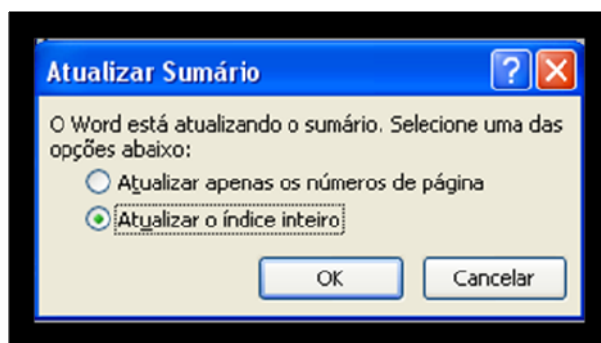 Atualizar Sumário
O Word está atualizando o sumário. Selecione uma das
opções abaixo:
Atualizar apenas os números de página
Atualizar o índice inteiro
OK Cancelar